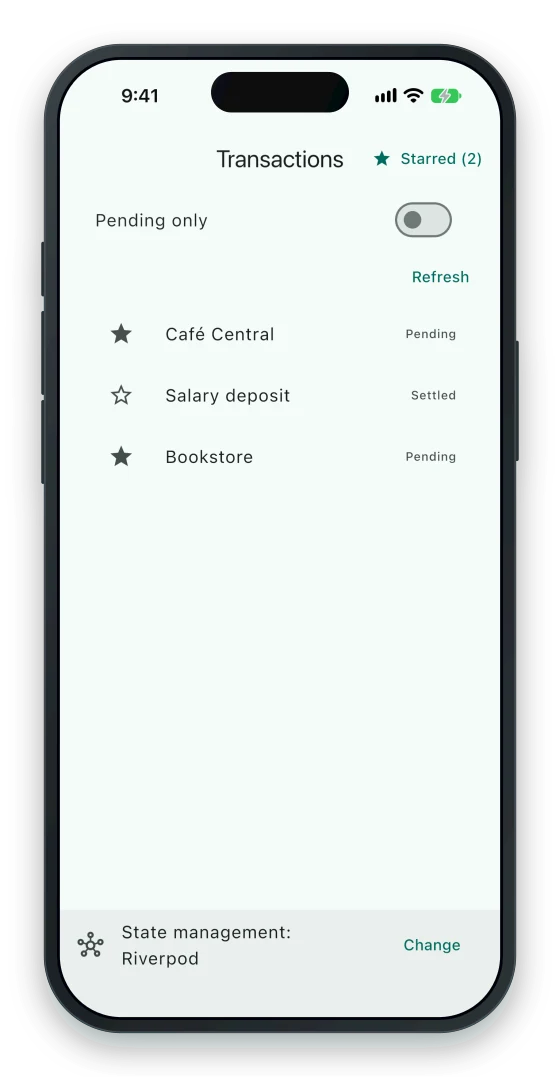 9:41
Transactions
Starred (2)
Pending only
Refresh
Café Central
Pending
Salary deposit
Settled
Bookstore
Pending
State management:
Riverpod
Change